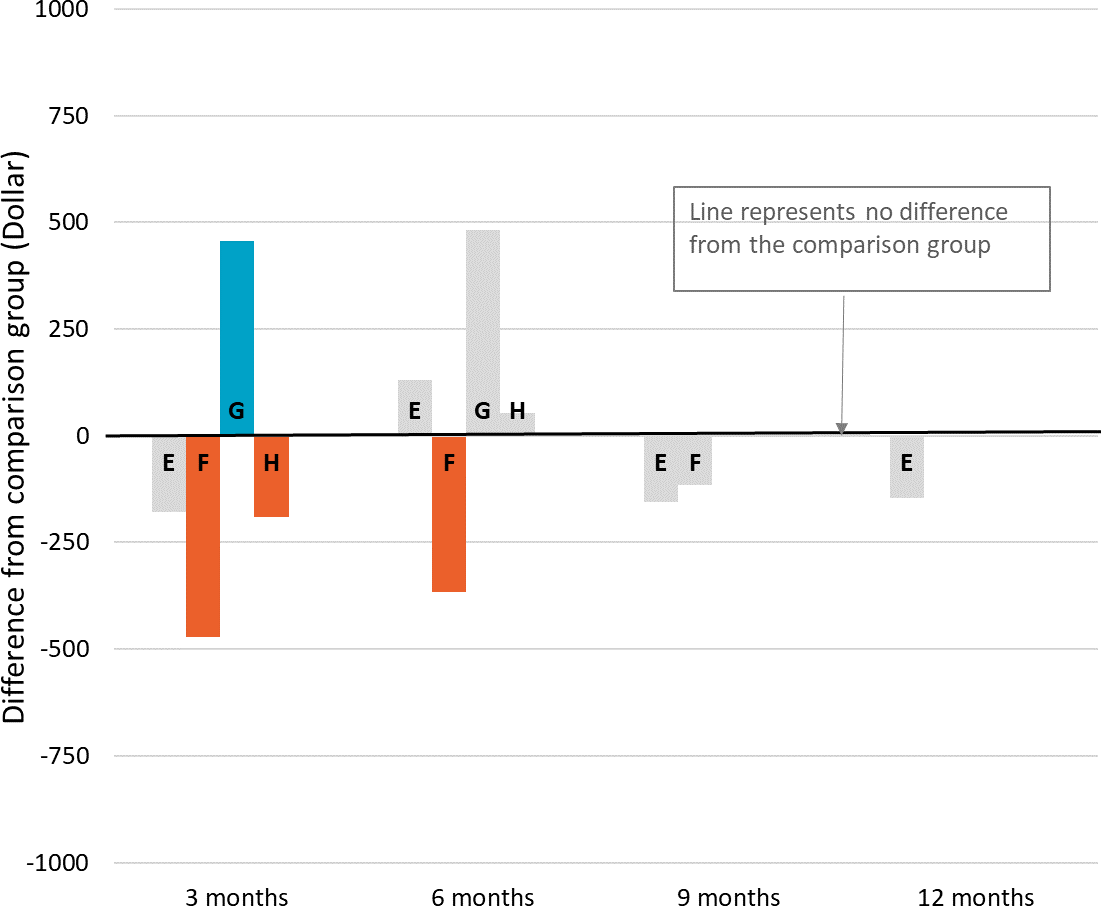 1000
750
500
250
0
-250
-500
-750
-1000
Difference from comparison group (Dollar)
Line represents no difference
from the comparison group
E F G H
E F G H
E F
E
3 months 6 months 9 months 12 months